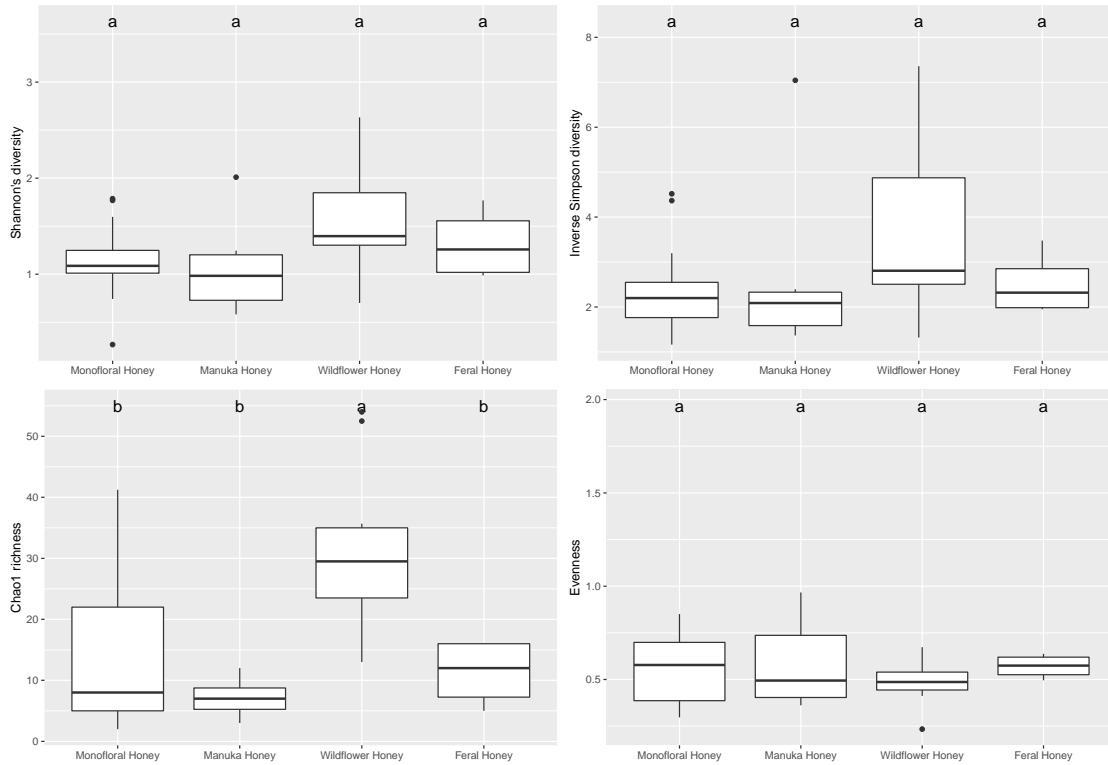 a a a a
Shannon's diversity
3
2
1
Monofloral Honey Manuka Honey Wildflower Honey Feral Honey
a a a a
Inverse Simpson diversity
8
6
4
2
Monofloral Honey Manuka Honey Wildflower Honey Feral Honey
b b a b
Chao1 richness
50
40
30
20
10
0
Monofloral Honey Manuka Honey Wildflower Honey Feral Honey
a a a a
Evenness
2.0
1.5
1.0
0.5
Monofloral Honey Manuka Honey Wildflower Honey Feral Honey